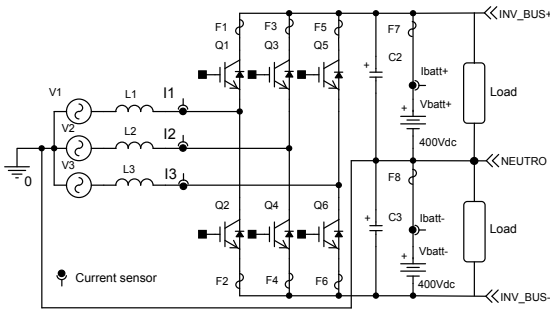 F1 F3 F5 F7 INV_BUS+
Q1 Q3 Q5 C2 Ibatt+
V1 L1 I1 + + Vbatt+ Load
V2 L2 I2 400Vdc
V3 L3 I3 NEUTRO
0 F8
Q2 Q4 Q6 + C3 Ibatt- Load
Current sensor F2 F4 F6 + Vbatt-
400Vdc
INV_BUS-